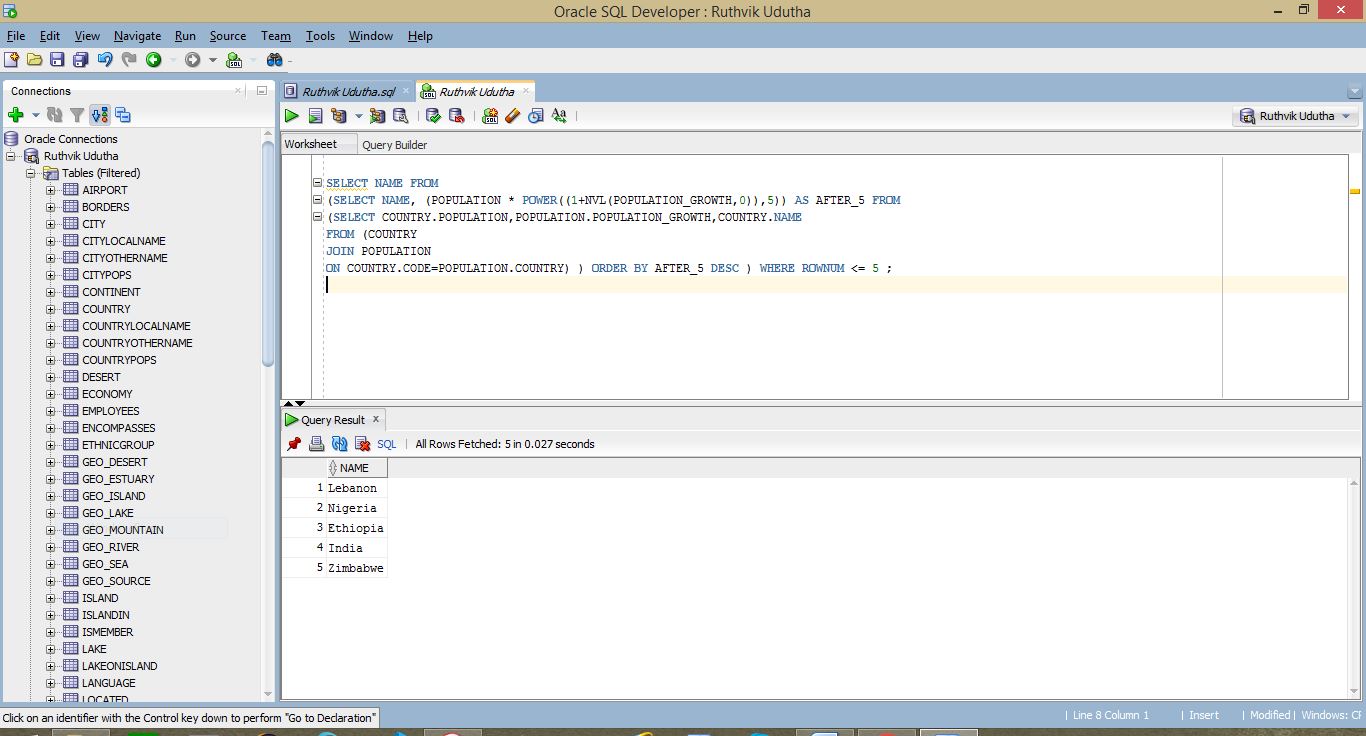 Oracle SQL Developer : Ruthvik Udutha
File Edit View Navigate Run Source Team Tools Window Help
Connections
Oracle Connections
Ruthvik Udutha
Tables (Filtered)
AIRPORT
BORDERS
CITY
CITYLOCALNAME
CITYOTHERNAME
CITYPOPS
CONTINENT
COUNTRY
COUNTRYLOCALNAME
COUNTRYOTHERNAME
COUNTRYPOPS
DESERT
ECONOMY
EMPLOYEES
ENCOMPASSES
ETHNICGROUP
GEO_DESERT
GEO_ESTUARY
GEO_ISLAND
GEO_LAKE
GEO_MOUNTAIN
GEO_RIVER
GEO_SEA
GEO_SOURCE
ISLAND
ISLANDIN
ISMEMBER
LAKE
LAKEONISLAND
LANGUAGE
LOCATED
Ruthvik Udutha.sql
Ruthvik Udutha
Ruthvik Udutha
Worksheet Query Builder
SELECT NAME FROM
(SELECT NAME, (POPULATION * POWER((1+NVL(POPULATION_GROWTH,0)),5)) AS AFTER_5 FROM
(SELECT COUNTRY.POPULATION,POPULATION.POPULATION_GROWTH,COUNTRY.NAME
FROM (COUNTRY
JOIN POPULATION
ON COUNTRY.CODE=POPULATION.COUNTRY) ) ORDER BY AFTER_5 DESC ) WHERE ROWNUM <= 5 ;
Query Result
SQL | All Rows Fetched: 5 in 0.027 seconds
NAME
1 Lebanon
2 Nigeria
3 Ethiopia
4 India
5 Zimbabwe
Click on an identifier with the Control key down to perform "Go to Declaration"
| Line 8 Column 1 | Insert | Modified | Windows: CF